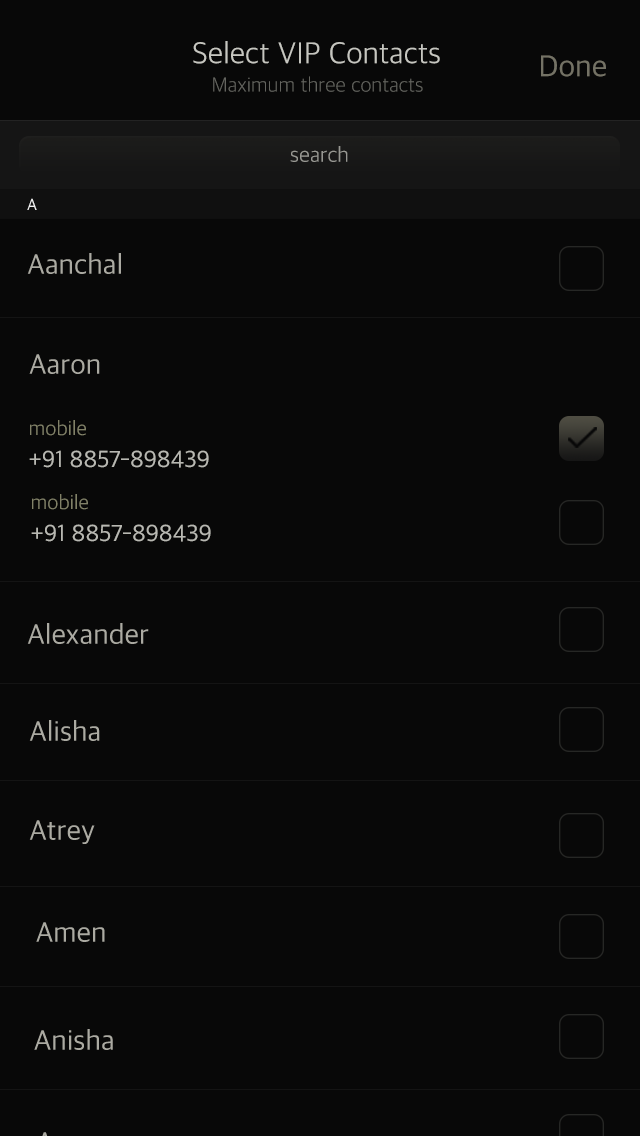 Select VIP Contacts
Maximum three contacts
Done
search
A
Aanchal
Aaron
mobile
+91 8857-898439
mobile
+91 8857-898439
Alexander
Alisha
Atrey
Amen
Anisha